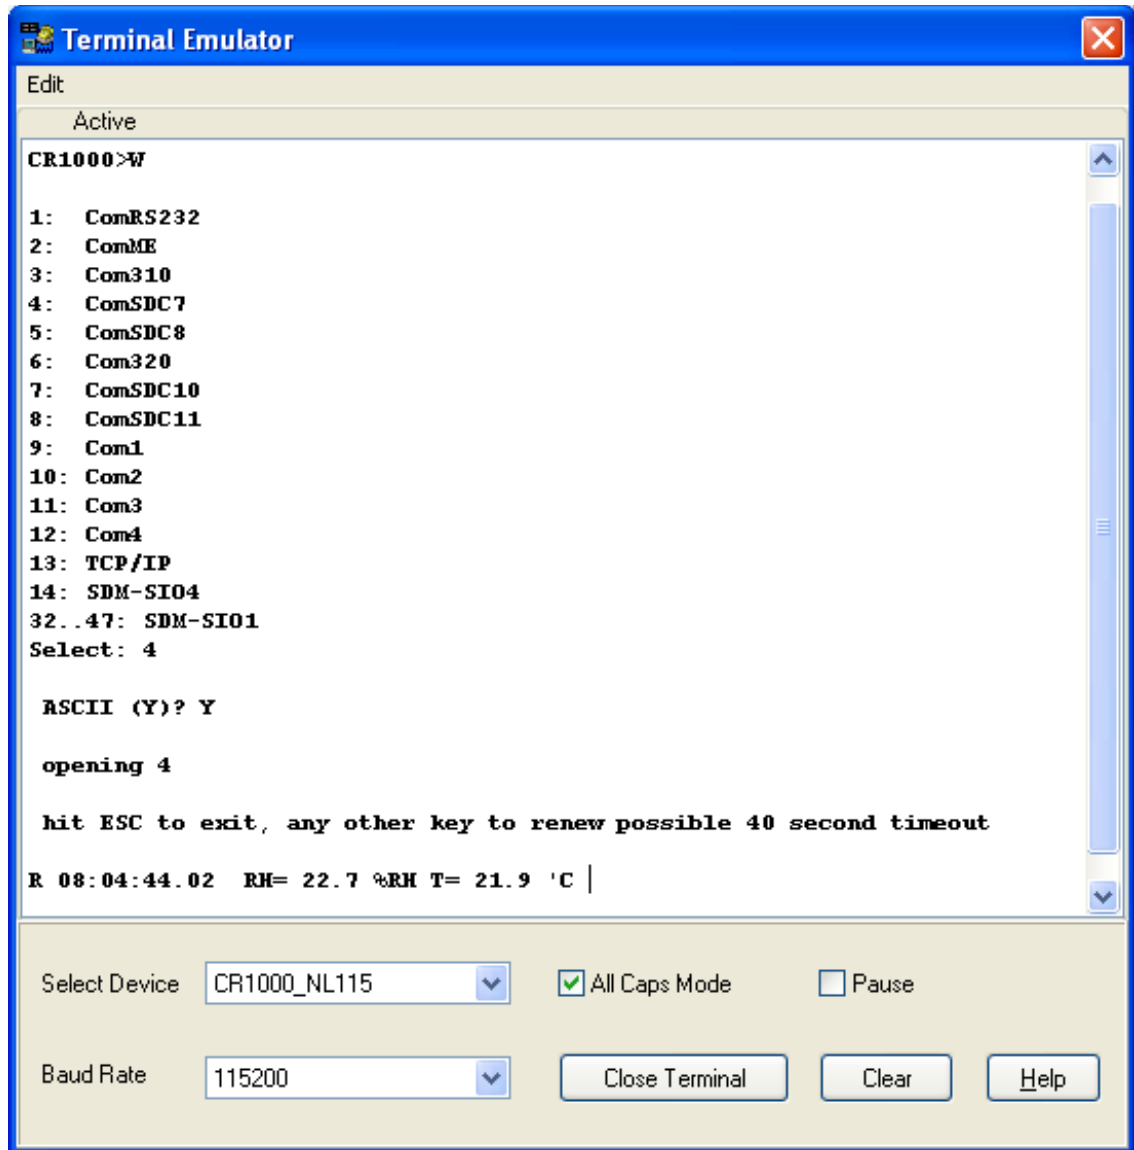 Terminal Emulator
Edit
Active
CR1000>W
1: ComRS232
2: ComME
3: Com310
4: ComSDC7
5: ComSDC8
6: Com320
7: ComSDC10
8: ComSDC11
9: Com1
10: Com2
11: Com3
12: Com4
13: TCP/IP
14: SDM-SIO4
32..47: SDM-SIO1
Select: 4
ASCII (Y)? Y
opening 4
hit ESC to exit, any other key to renew possible 40 second timeout
R 08:04:44.02 RH= 22.7 %RH T= 21.9 'C
Select Device CR1000_NL115 All Caps Mode Pause
Baud Rate 115200 Close Terminal Clear Help